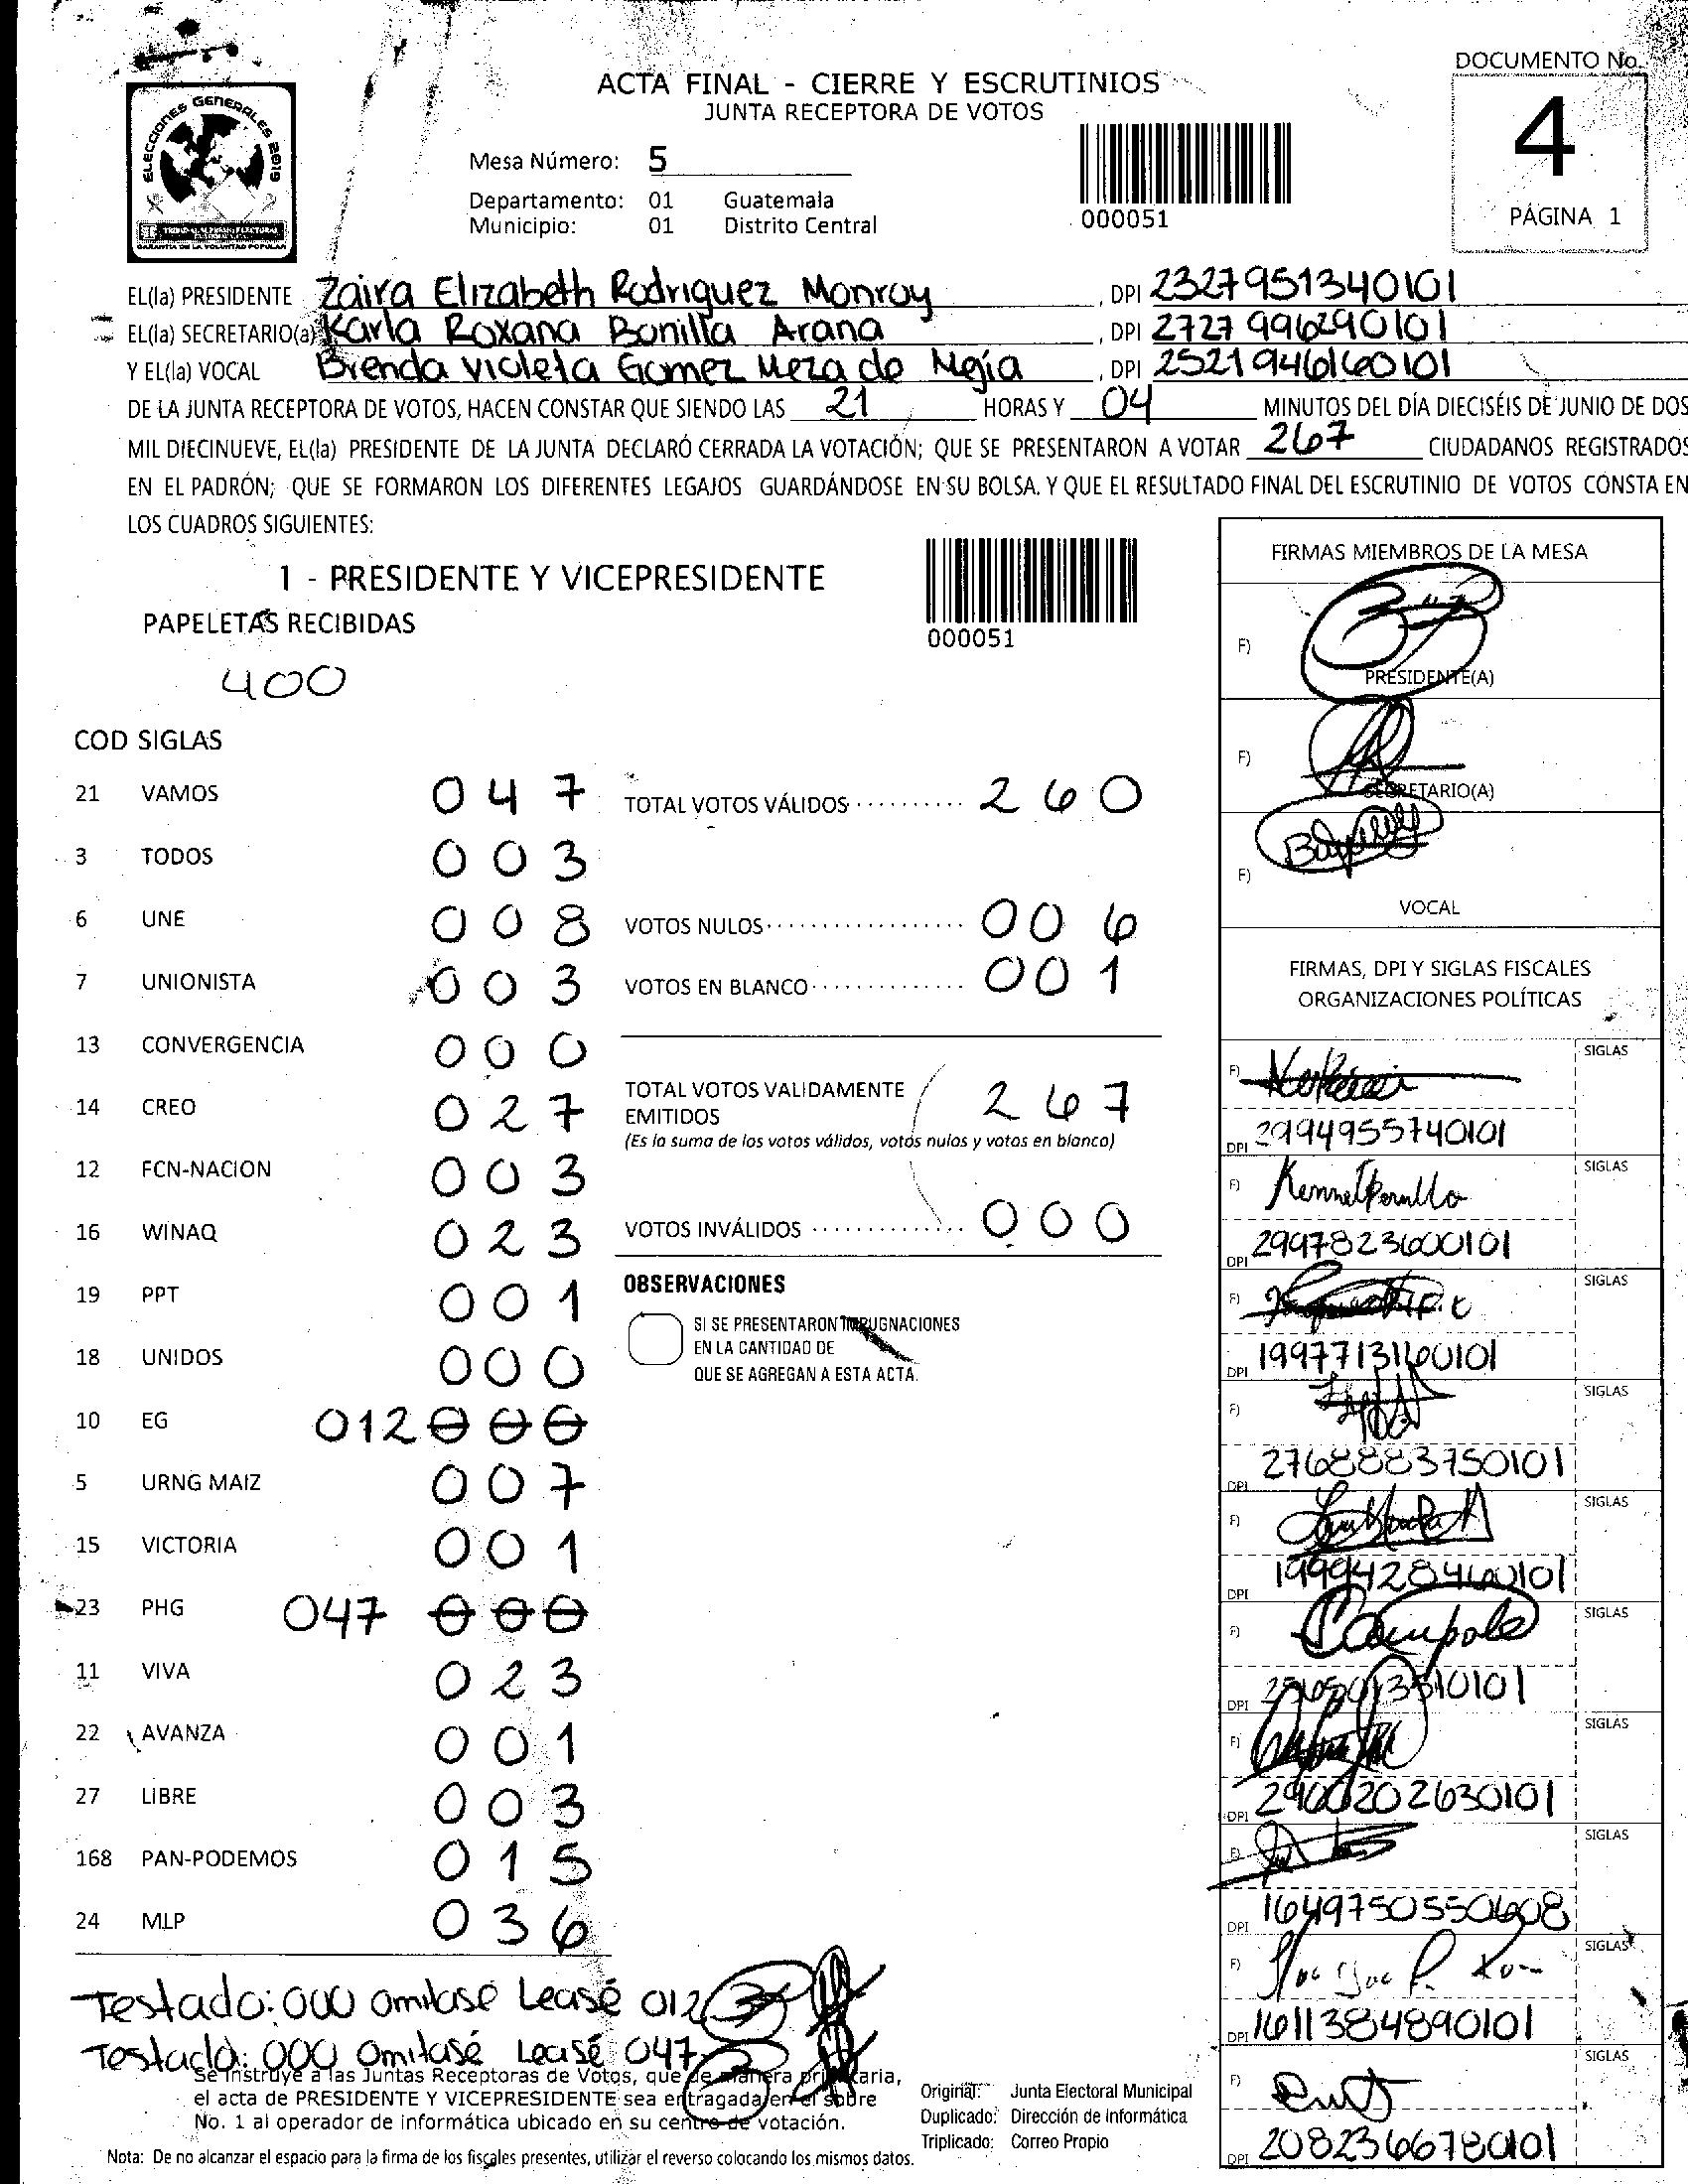 DOCUMENTO No.
4
PÁGINA 1
ELECCIONES GENERALES 2019
TRIBUNAL SUPREMO ELECTORAL
GARANTIA DE LA VOLUNTAD POPULAR
ACTA FINAL - CIERRE Y ESCRUTINIOS
JUNTA RECEPTORA DE VOTOS
Mesa Número: 5
Departamento: 01 Guatemala
Municipio: 01 Distrito Central
000051
EL(la) PRESIDENTE Zaira Elizabeth Rodriguez Monroy, DPI 2327951340101
EL(la) SECRETARIO(a) Karla Roxana Bonilla Arana, DPI 2727996290101
Y EL(la) VOCAL Brenda Violeta Gomez Meza de Mejía, DPI 2521946160101
DE LA JUNTA RECEPTORA DE VOTOS, HACEN CONSTAR QUE SIENDO LAS 21 HORAS Y 04 MINUTOS DEL DÍA DIECISÉIS DE JUNIO DE DOS
MIL DIECINUEVE, EL(la) PRESIDENTE DE LA JUNTA DECLARÓ CERRADA LA VOTACIÓN; QUE SE PRESENTARON A VOTAR 267 CIUDADANOS REGISTRADOS
EN EL PADRÓN; QUE SE FORMARON LOS DIFERENTES LEGAJOS GUARDÁNDOSE EN SU BOLSA. Y QUE EL RESULTADO FINAL DEL ESCRUTINIO DE VOTOS CONSTA EN
LOS CUADROS SIGUIENTES:
1 - PRESIDENTE Y VICEPRESIDENTE
000051
PAPELETAS RECIBIDAS
400
COD SIGLAS
21 VAMOS 047
3 TODOS 003
6 UNE 008
7 UNIONISTA 003
13 CONVERGENCIA 000
14 CREO 027
12 FCN-NACION 003
16 WINAQ 023
19 PPT 001
18 UNIDOS 000
10 EG 012 000
5 URNG MAIZ 007
15 VICTORIA 001
23 PHG 047 000
11 VIVA 023
22 AVANZA 001
27 LIBRE 003
168 PAN-PODEMOS 015
24 MLP 036
TOTAL VOTOS VÁLIDOS 260
VOTOS NULOS 006
VOTOS EN BLANCO 001
TOTAL VOTOS VALIDAMENTE
EMITIDOS 267
(Es la suma de los votos válidos, votos nulos y votos en blanco)
VOTOS INVÁLIDOS 000
OBSERVACIONES
SI SE PRESENTARON IMPUGNACIONES
EN LA CANTIDAD DE
QUE SE AGREGAN A ESTA ACTA.
Testado: 000 omitase Leasé 012
Testado: 000 Omitasé Leasé 047
Se instruye a las Juntas Receptoras de Votos, que de manera prioritaria,
el acta de PRESIDENTE Y VICEPRESIDENTE sea entragada en el sobre
No. 1 al operador de informática ubicado en su centro de votación.
Nota: De no alcanzar el espacio para la firma de los fiscales presentes, utilizar el reverso colocando los mismos datos.
Original: Junta Electoral Municipal
Duplicado: Dirección de Informática
Triplicado: Correo Propio
FIRMAS MIEMBROS DE LA MESA
F)
PRESIDENTE(A)
F)
SECRETARIO(A)
F)
VOCAL
FIRMAS, DPI Y SIGLAS FISCALES
ORGANIZACIONES POLÍTICAS
F) SIGLAS
DPI 2994955740101
F) SIGLAS
DPI 2997823600101
F) SIGLAS
DPI 1997713160101
F) SIGLAS
DPI 2768883750101
F) SIGLAS
DPI 1999428460101
F) SIGLAS
DPI
F) SIGLAS
DPI 2900202630101
F) SIGLAS
DPI 1649750550608
F) SIGLAS
DPI 1611384890101
F) SIGLAS
DPI 2082366780101